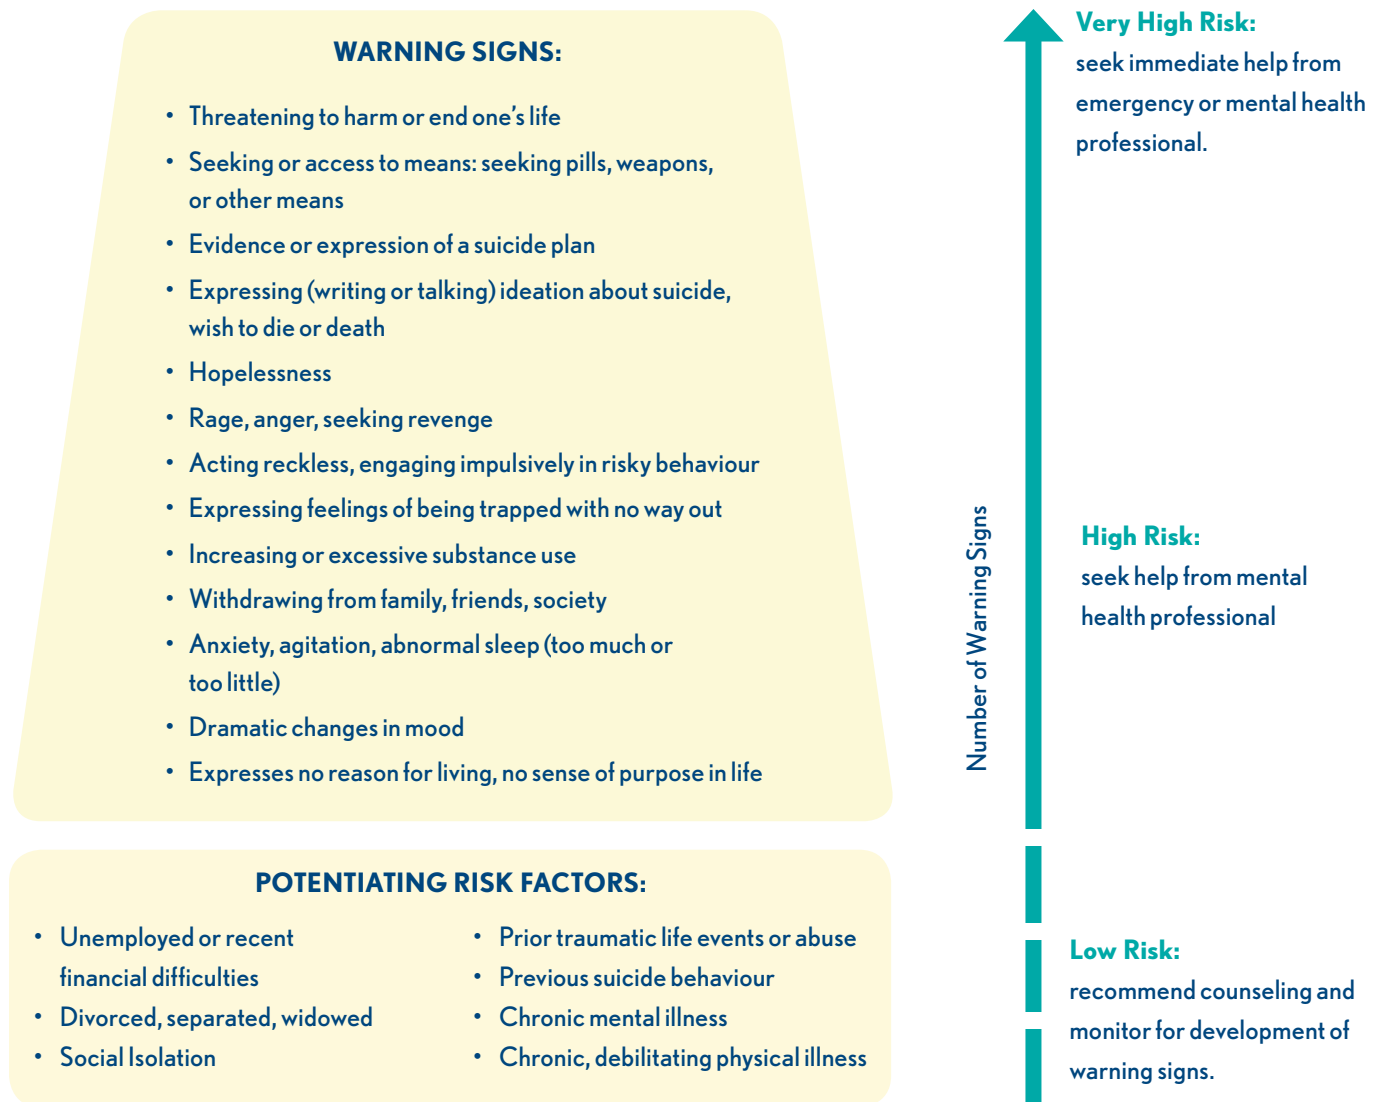 WARNING SIGNS:
• Threatening to harm or end one’s life
• Seeking or access to means: seeking pills, weapons,
or other means
• Evidence or expression of a suicide plan
• Expressing (writing or talking) ideation about suicide,
wish to die or death
• Hopelessness
• Rage, anger, seeking revenge
• Acting reckless, engaging impulsively in risky behaviour
• Expressing feelings of being trapped with no way out
• Increasing or excessive substance use
• Withdrawing from family, friends, society
• Anxiety, agitation, abnormal sleep (too much or
too little)
• Dramatic changes in mood
• Expresses no reason for living, no sense of purpose in life
POTENTIATING RISK FACTORS:
• Unemployed or recent
financial difficulties
• Divorced, separated, widowed
• Social Isolation
• Prior traumatic life events or abuse
• Previous suicide behaviour
• Chronic mental illness
• Chronic, debilitating physical illness
Number of Warning Signs
Very High Risk:
seek immediate help from
emergency or mental health
professional.
High Risk:
seek help from mental
health professional
Low Risk:
recommend counseling and
monitor for development of
warning signs.